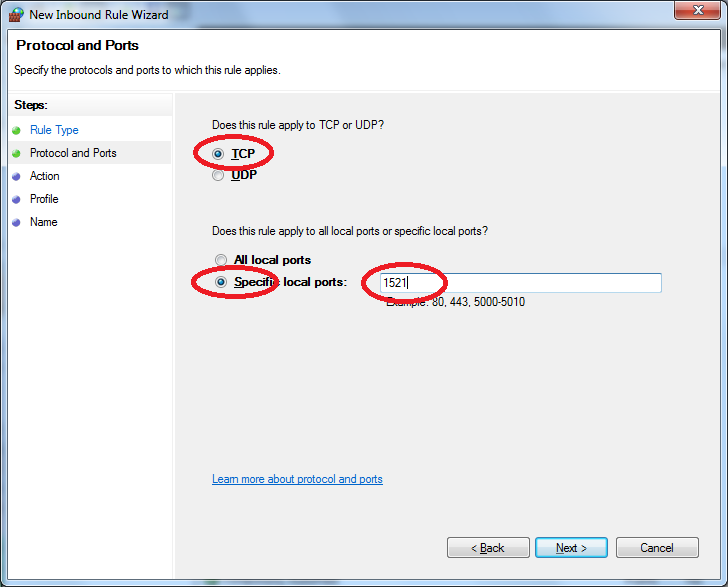 New Inbound Rule Wizard
Protocol and Ports
Specify the protocols and ports to which this rule applies.
Steps:
Rule Type
Protocol and Ports
Action
Profile
Name
Does this rule apply to TCP or UDP?
TCP
UDP
Does this rule apply to all local ports or specific local ports?
All local ports
Specific local ports:
1521
Example: 80, 443, 5000-5010
Learn more about protocol and ports
< Back
Next >
Cancel